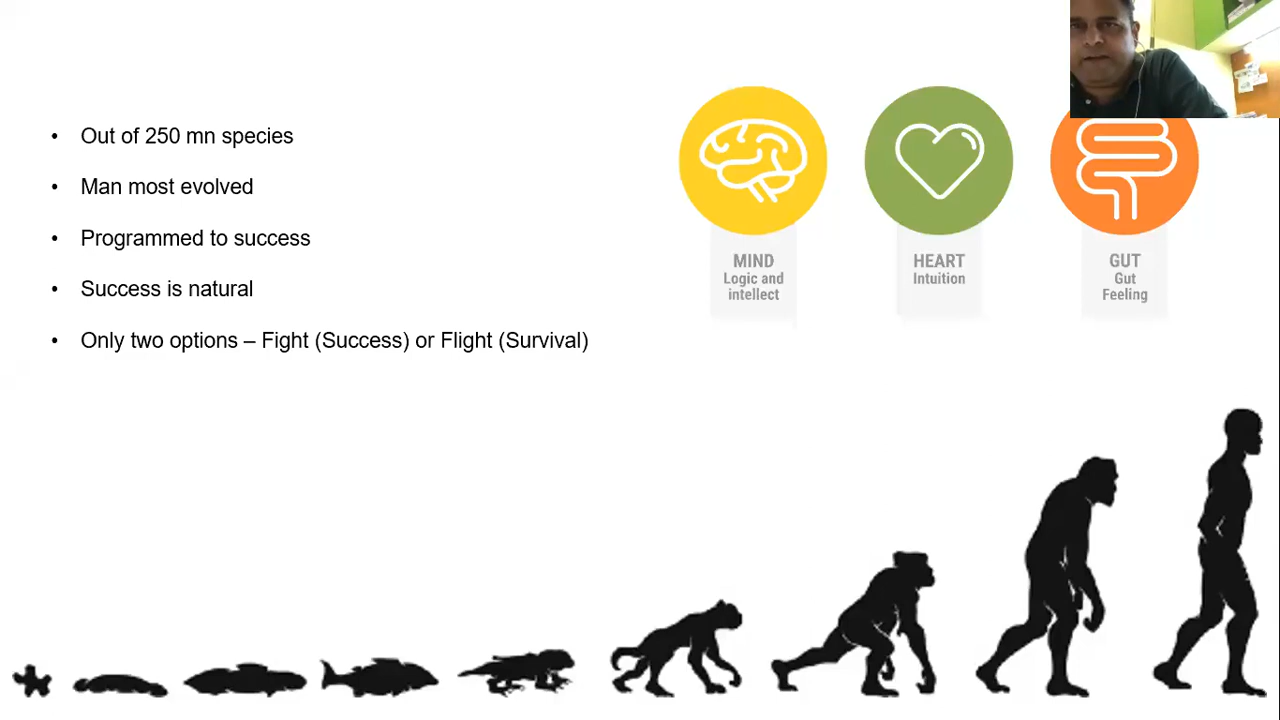 • Out of 250 mn species
• Man most evolved
• Programmed to success
• Success is natural
• Only two options – Fight (Success) or Flight (Survival)
MIND
Logic and
intellect
HEART
Intuition
GUT
Gut
Feeling